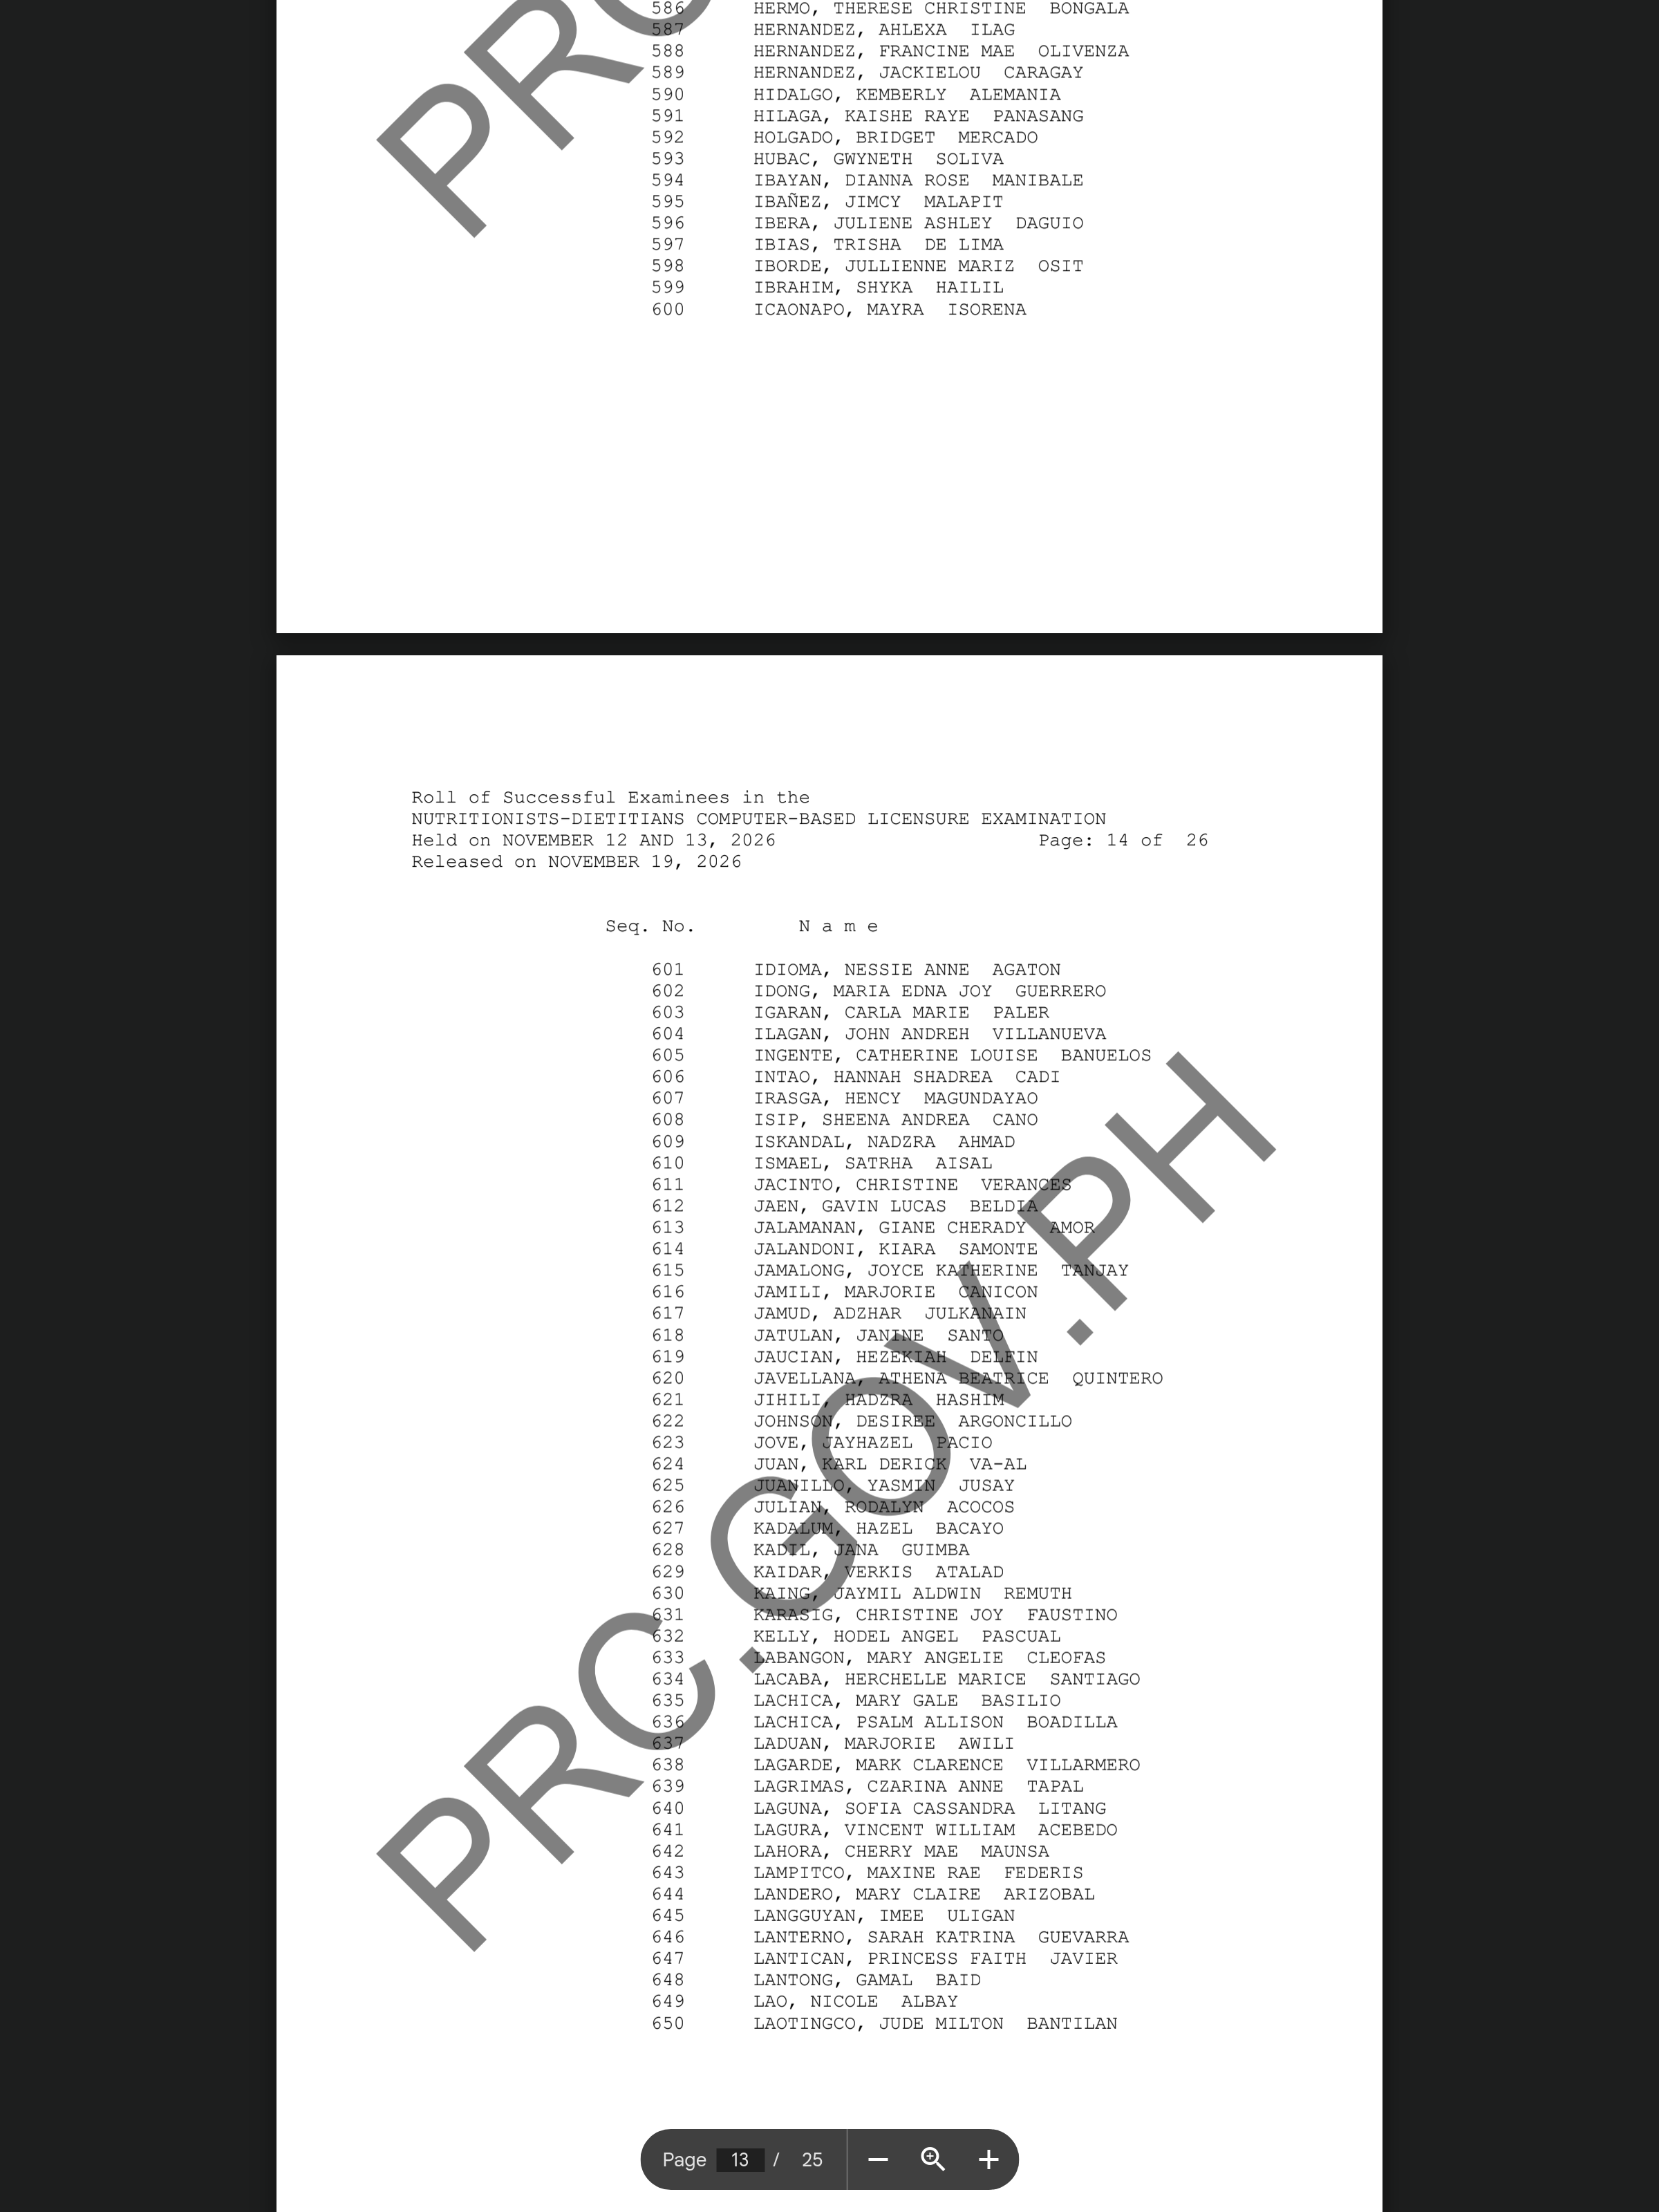 586 HERMO, THERESE CHRISTINE BONGALA
587 HERNANDEZ, AHLEXA ILAG
588 HERNANDEZ, FRANCINE MAE OLIVENZA
589 HERNANDEZ, JACKIELOU CARAGAY
590 HIDALGO, KEMBERLY ALEMANIA
591 HILAGA, KAISHE RAYE PANASANG
592 HOLGADO, BRIDGET MERCADO
593 HUBAC, GWYNETH SOLIVA
594 IBAYAN, DIANNA ROSE MANIBALE
595 IBAÑEZ, JIMCY MALAPIT
596 IBERA, JULIENE ASHLEY DAGUIO
597 IBIAS, TRISHA DE LIMA
598 IBORDE, JULLIENNE MARIZ OSIT
599 IBRAHIM, SHYKA HAILIL
600 ICAONAPO, MAYRA ISORENA
PRC
Roll of Successful Examinees in the
NUTRITIONISTS-DIETITIANS COMPUTER-BASED LICENSURE EXAMINATION
Held on NOVEMBER 12 AND 13, 2026 Page: 14 of 26
Released on NOVEMBER 19, 2026
Seq. No. N a m e
601 IDIOMA, NESSIE ANNE AGATON
602 IDONG, MARIA EDNA JOY GUERRERO
603 IGARAN, CARLA MARIE PALER
604 ILAGAN, JOHN ANDREH VILLANUEVA
605 INGENTE, CATHERINE LOUISE BANUELOS
606 INTAO, HANNAH SHADREA CADI
607 IRASGA, HENCY MAGUNDAYAO
608 ISIP, SHEENA ANDREA CANO
609 ISKANDAL, NADZRA AHMAD
610 ISMAEL, SATRHA AISAL
611 JACINTO, CHRISTINE VERANCES
612 JAEN, GAVIN LUCAS BELDIA
613 JALAMANAN, GIANE CHERADY AMOR
614 JALANDONI, KIARA SAMONTE
615 JAMALONG, JOYCE KATHERINE TANJAY
616 JAMILI, MARJORIE CANICON
617 JAMUD, ADZHAR JULKANAIN
618 JATULAN, JANINE SANTO
619 JAUCIAN, HEZEKIAH DELFIN
620 JAVELLANA, ATHENA BEATRICE QUINTERO
621 JIHILI, HADZRA HASHIM
622 JOHNSON, DESIREE ARGONCILLO
623 JOVE, JAYHAZEL PACIO
624 JUAN, KARL DERICK VA-AL
625 JUANILLO, YASMIN JUSAY
626 JULIAN, RODALYN ACOCOS
627 KADALUM, HAZEL BACAYO
628 KADIL, JANA GUIMBA
629 KAIDAR, VERKIS ATALAD
630 KAING, JAYMIL ALDWIN REMUTH
631 KARASIG, CHRISTINE JOY FAUSTINO
632 KELLY, HODEL ANGEL PASCUAL
633 LABANGON, MARY ANGELIE CLEOFAS
634 LACABA, HERCHELLE MARICE SANTIAGO
635 LACHICA, MARY GALE BASILIO
636 LACHICA, PSALM ALLISON BOADILLA
637 LADUAN, MARJORIE AWILI
638 LAGARDE, MARK CLARENCE VILLARMERO
639 LAGRIMAS, CZARINA ANNE TAPAL
640 LAGUNA, SOFIA CASSANDRA LITANG
641 LAGURA, VINCENT WILLIAM ACEBEDO
642 LAHORA, CHERRY MAE MAUNSA
643 LAMPITCO, MAXINE RAE FEDERIS
644 LANDERO, MARY CLAIRE ARIZOBAL
645 LANGGUYAN, IMEE ULIGAN
646 LANTERNO, SARAH KATRINA GUEVARRA
647 LANTICAN, PRINCESS FAITH JAVIER
648 LANTONG, GAMAL BAID
649 LAO, NICOLE ALBAY
650 LAOTINGCO, JUDE MILTON BANTILAN
PRC.GOV.PH
Page 13 / 25